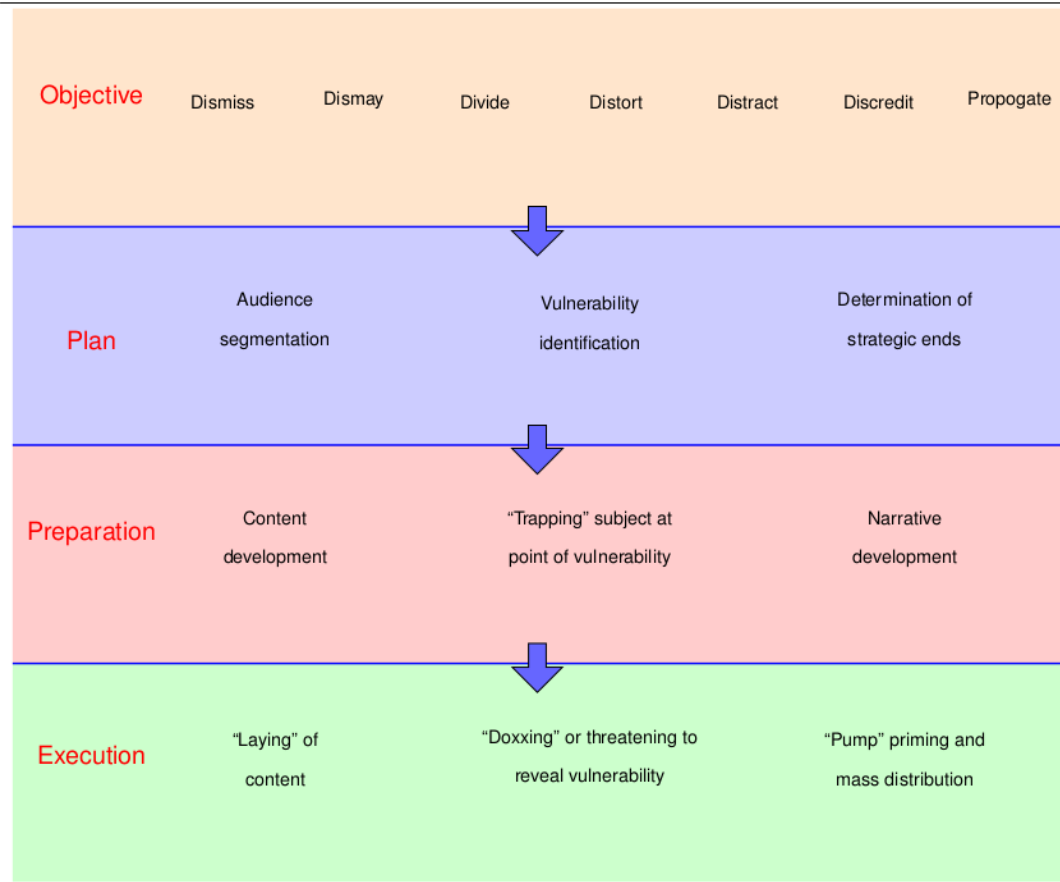 Objective
Dismiss
Dismay
Divide
Distort
Distract
Discredit
Propogate
Plan
Audience
segmentation
Vulnerability
identification
Determination of
strategic ends
Preparation
Content
development
“Trapping” subject at
point of vulnerability
Narrative
development
Execution
“Laying” of
content
“Doxxing” or threatening to
reveal vulnerability
“Pump” priming and
mass distribution